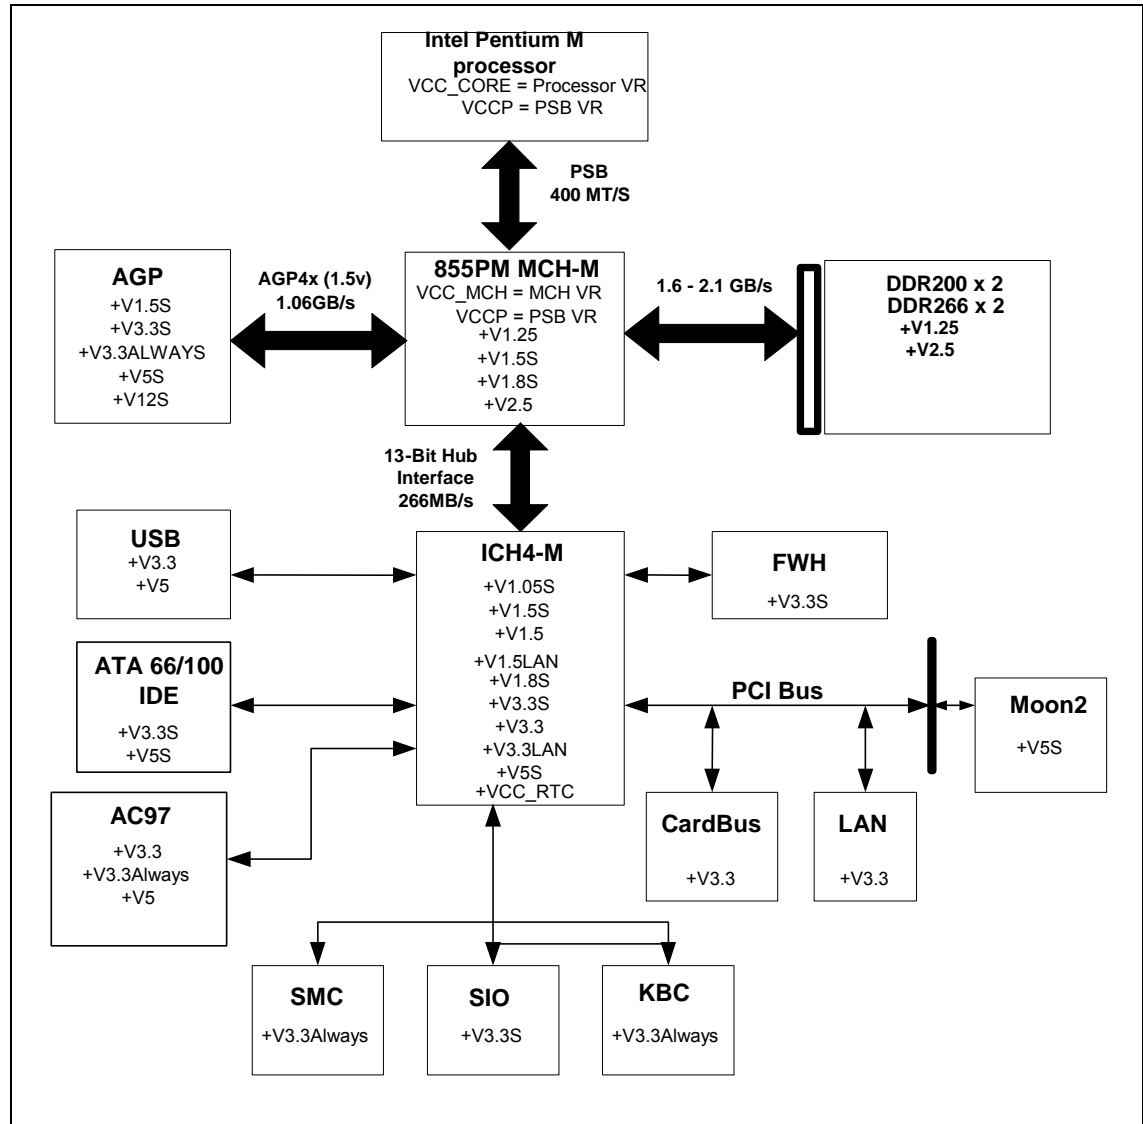 Intel Pentium M
processor
VCC_CORE = Processor VR
VCCP = PSB VR
PSB
400 MT/S
AGP
+V1.5S
+V3.3S
+V3.3ALWAYS
+V5S
+V12S
AGP4x (1.5v)
1.06GB/s
855PM MCH-M
VCC_MCH = MCH VR
VCCP = PSB VR
+V1.25
+V1.5S
+V1.8S
+V2.5
1.6 - 2.1 GB/s
DDR200 x 2
DDR266 x 2
+V1.25
+V2.5
13-Bit Hub
Interface
266MB/s
USB
+V3.3
+V5
ICH4-M
+V1.05S
+V1.5S
+V1.5
+V1.5LAN
+V1.8S
+V3.3S
+V3.3
+V3.3LAN
+V5S
+VCC_RTC
FWH
+V3.3S
ATA 66/100
IDE
+V3.3S
+V5S
PCI Bus
Moon2
+V5S
AC97
+V3.3
+V3.3Always
+V5
CardBus
+V3.3
LAN
+V3.3
SMC
+V3.3Always
SIO
+V3.3S
KBC
+V3.3Always